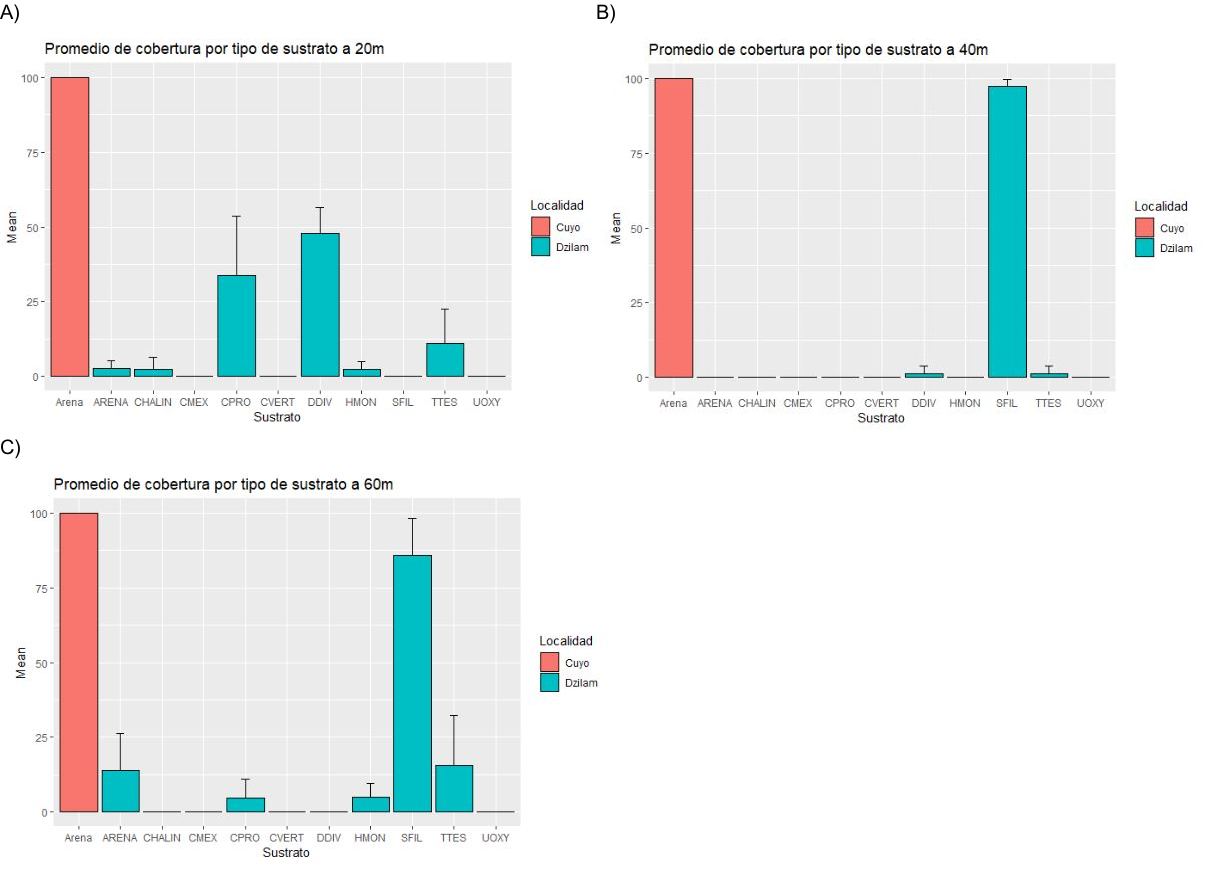 A)
Promedio de cobertura por tipo de sustrato a 20m
Mean
100
75
50
25
0
Arena ARENA CHALIN CMEX CPRO CVERT DDIV HMON SFIL TTES UOXY
Sustrato
Localidad
Cuyo
Dzilam
B)
Promedio de cobertura por tipo de sustrato a 40m
Mean
100
75
50
25
0
Arena ARENA CHALIN CMEX CPRO CVERT DDIV HMON SFIL TTES UOXY
Sustrato
Localidad
Cuyo
Dzilam
C)
Promedio de cobertura por tipo de sustrato a 60m
Mean
100
75
50
25
0
Arena ARENA CHALIN CMEX CPRO CVERT DDIV HMON SFIL TTES UOXY
Sustrato
Localidad
Cuyo
Dzilam